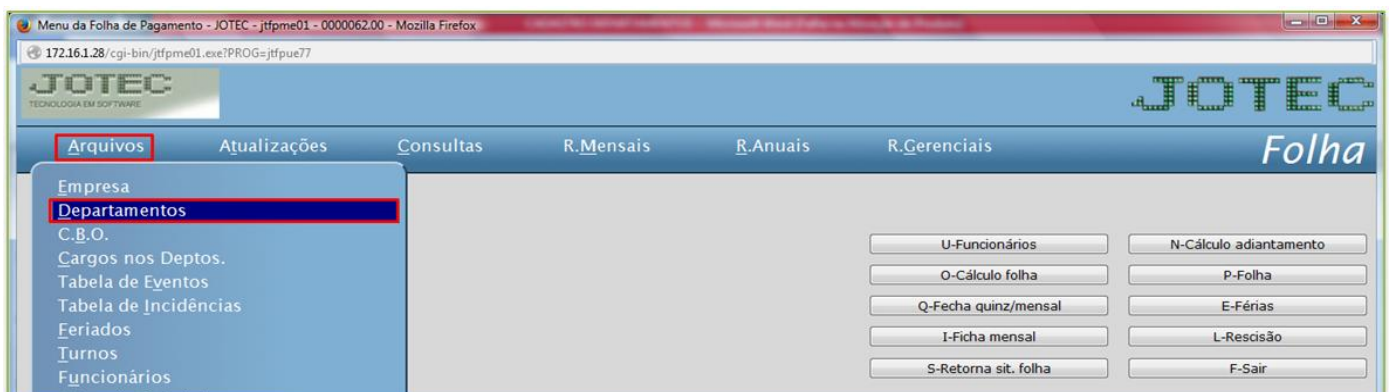 Menu da Folha de Pagamento - JOTEC - jtfpme01 - 0000062.00 - Mozilla Firefox
172.16.1.28/cgi-bin/jtfpme01.exe?PROG=jtfpue77
JOTEC
TECNOLOGIA EM SOFTWARE
JOTEC
Arquivos Atualizações Consultas R.Mensais R.Anuais R.Gerenciais Folha
Empresa
Departamentos
C.B.O.
Cargos nos Deptos.
Tabela de Eventos
Tabela de Incidências
Feriados
Turnos
Funcionários
U-Funcionários N-Cálculo adiantamento
O-Cálculo folha P-Folha
Q-Fecha quinz/mensal E-Férias
I-Ficha mensal L-Rescisão
S-Retorna sit. folha F-Sair